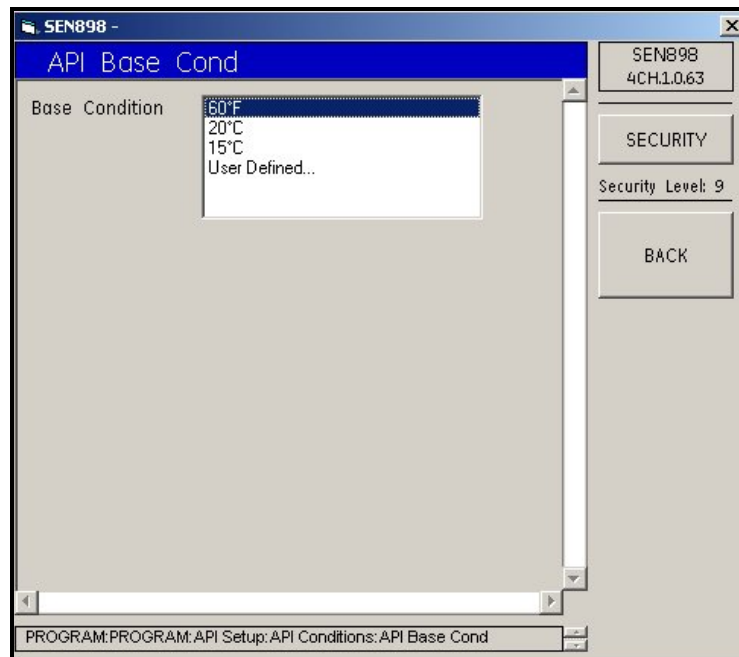 SEN898 -
API Base Cond
SEN898
4CH.1.0.63
Base Condition
60°F
20°C
15°C
User Defined...
SECURITY
Security Level: 9
BACK
PROGRAM:PROGRAM:API Setup:API Conditions:API Base Cond